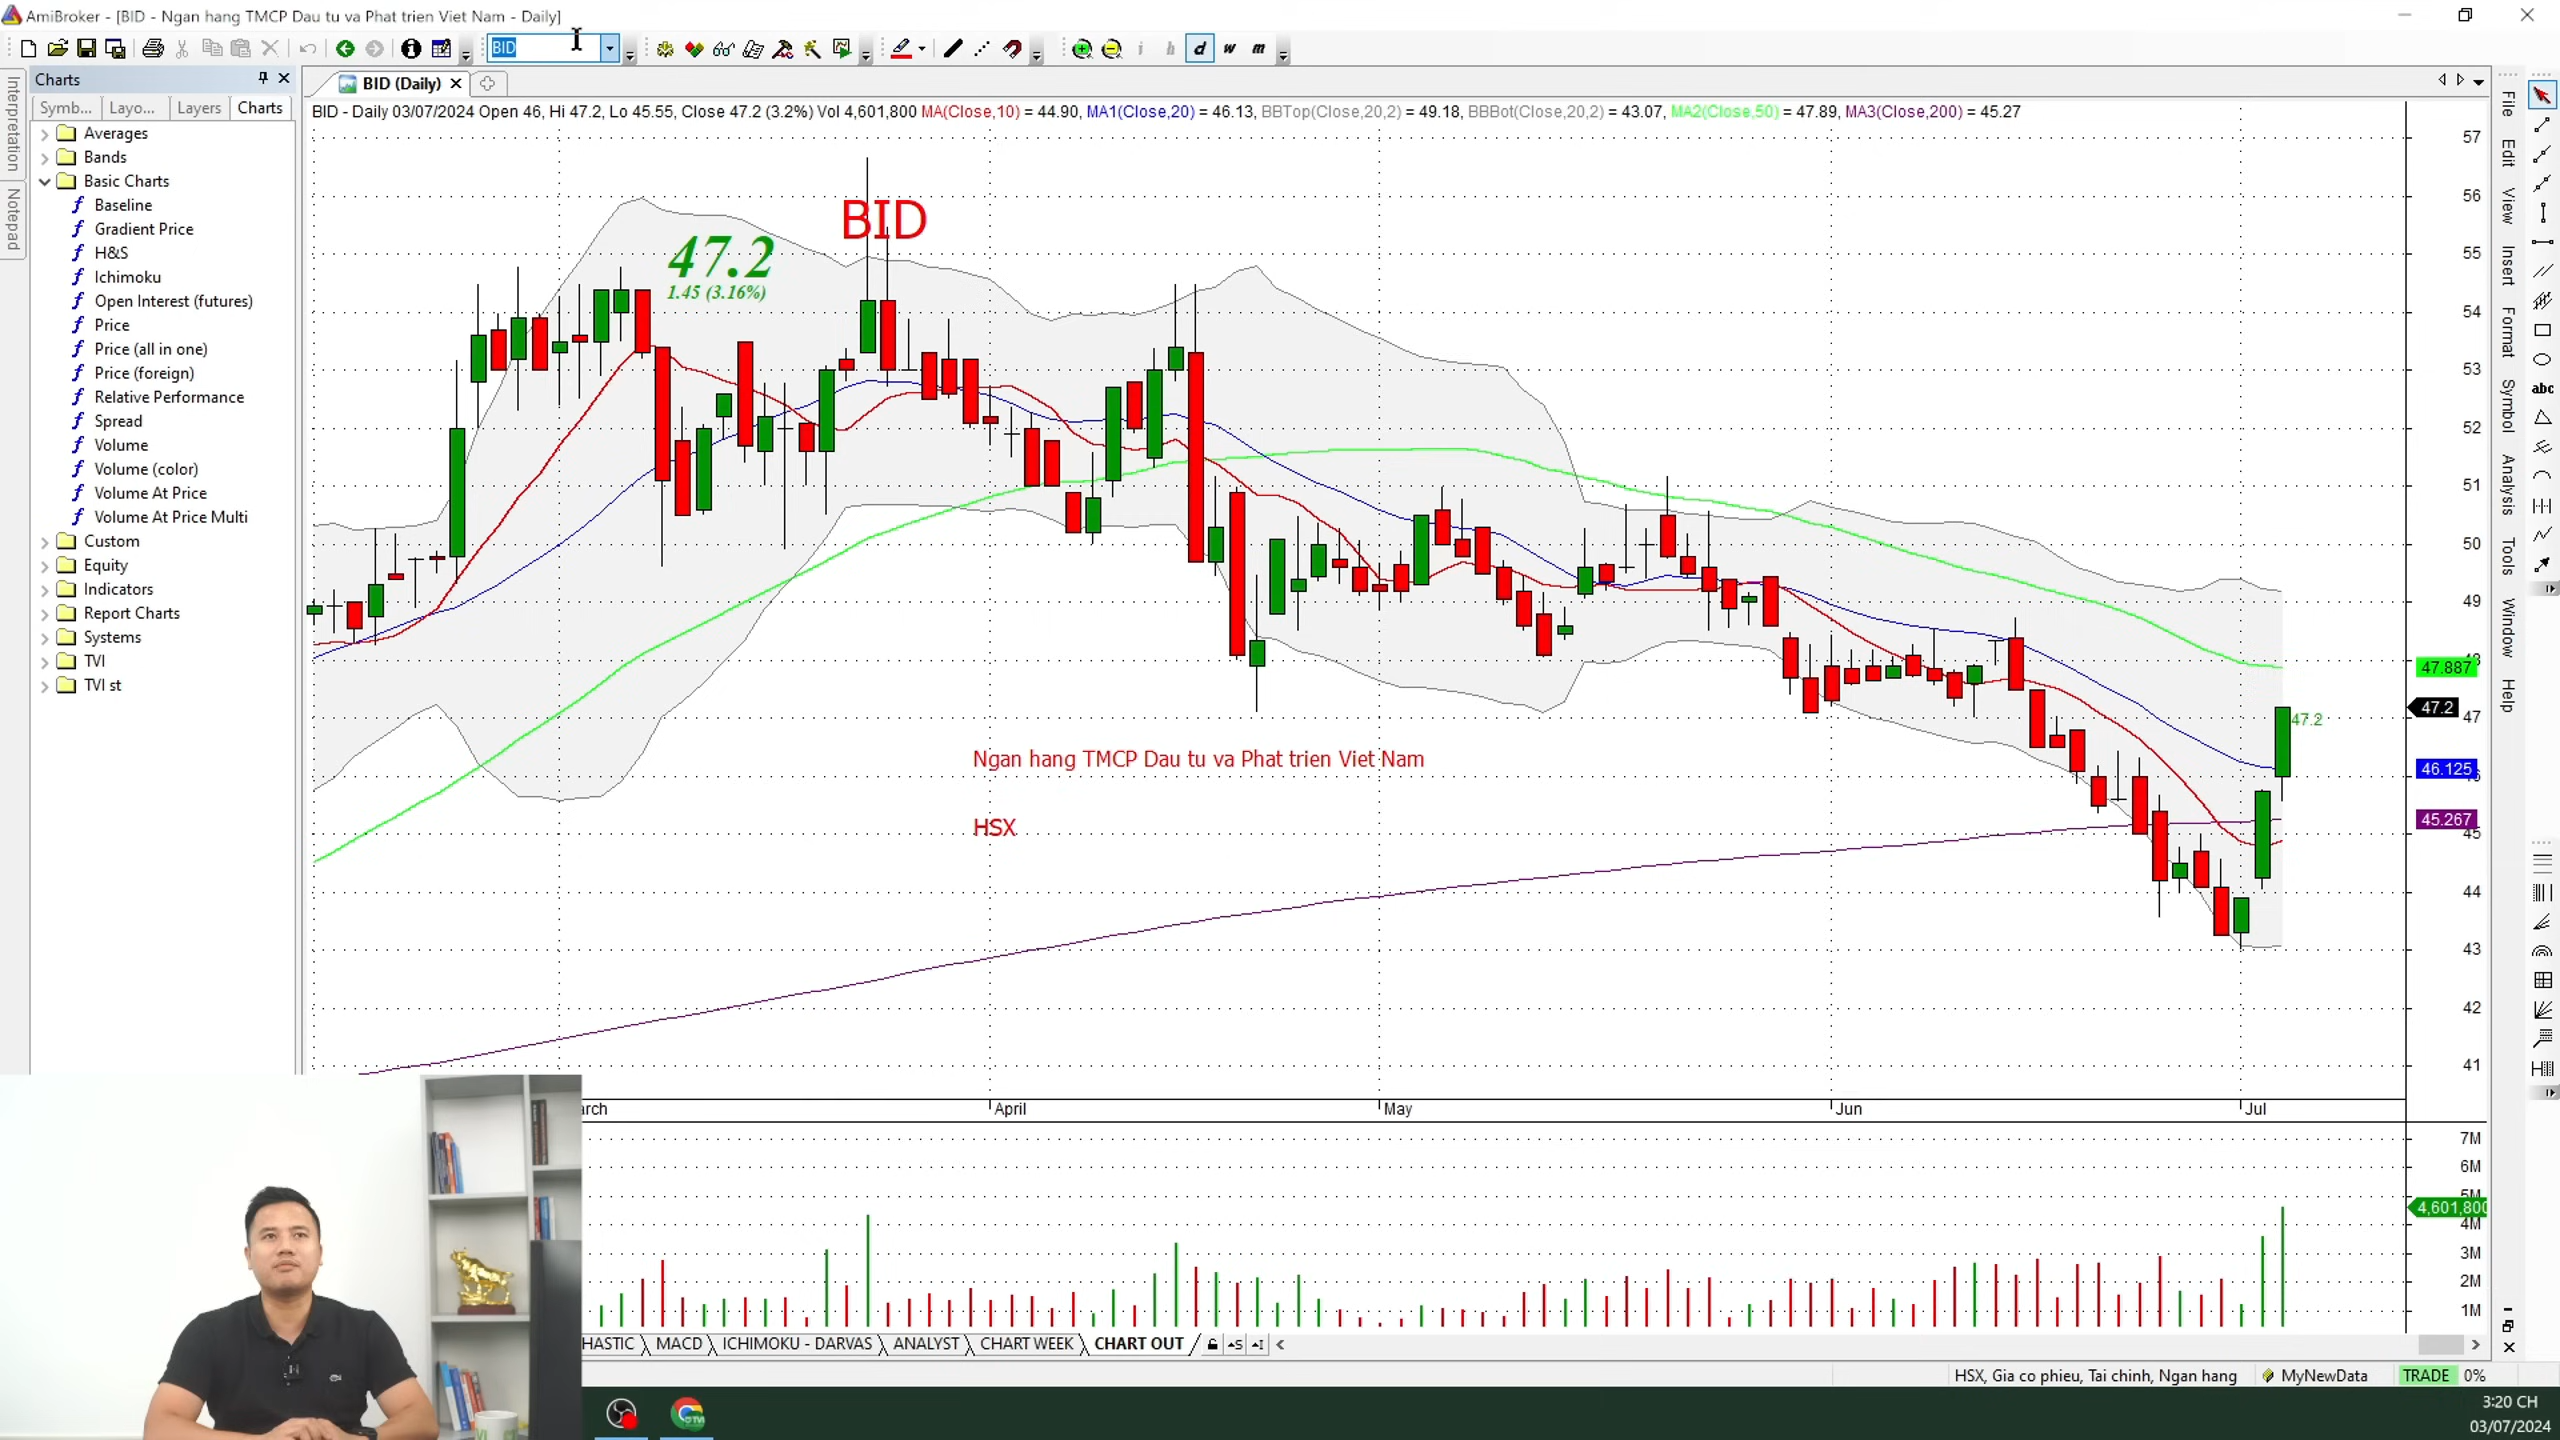 AmiBroker - [BID - Ngan hang TMCP Dau tu va Phat trien Viet Nam - Daily]
BID
i h d w m
Charts
BID (Daily)
Symb... Layo... Layers Charts
BID - Daily 03/07/2024 Open 46, Hi 47.2, Lo 45.55, Close 47.2 (3.2%) Vol 4,601,800 MA(Close,10) = 44.90, MA1(Close,20) = 46.13, BBTop(Close,20,2) = 49.18, BBBot(Close,20,2) = 43.07, MA2(Close,50) = 47.89, MA3(Close,200) = 45.27
Interpretation
Notepad
Averages
Bands
Basic Charts
Baseline
Gradient Price
H&S
Ichimoku
Open Interest (futures)
Price
Price (all in one)
Price (foreign)
Relative Performance
Spread
Volume
Volume (color)
Volume At Price
Volume At Price Multi
Custom
Equity
Indicators
Report Charts
Systems
TVI
TVI st
BID
47.2
1.45 (3.16%)
Ngan hang TMCP Dau tu va Phat trien Viet Nam
HSX
47.2
57
56
55
54
53
52
51
50
49
47.887
47.2
47
46.125
45.267
45
44
43
42
41
arch April May Jun Jul
7M
6M
5M
4,601,800
4M
3M
2M
1M
File
Edit
View
Insert
Format
Symbol
Analysis
Tools
Window
Help
abc
HASTIC MACD ICHIMOKU - DARVAS ANALYST CHART WEEK CHART OUT
HSX, Gia co phieu, Tai chinh, Ngan hang MyNewData TRADE 0%
3:20 CH
03/07/2024